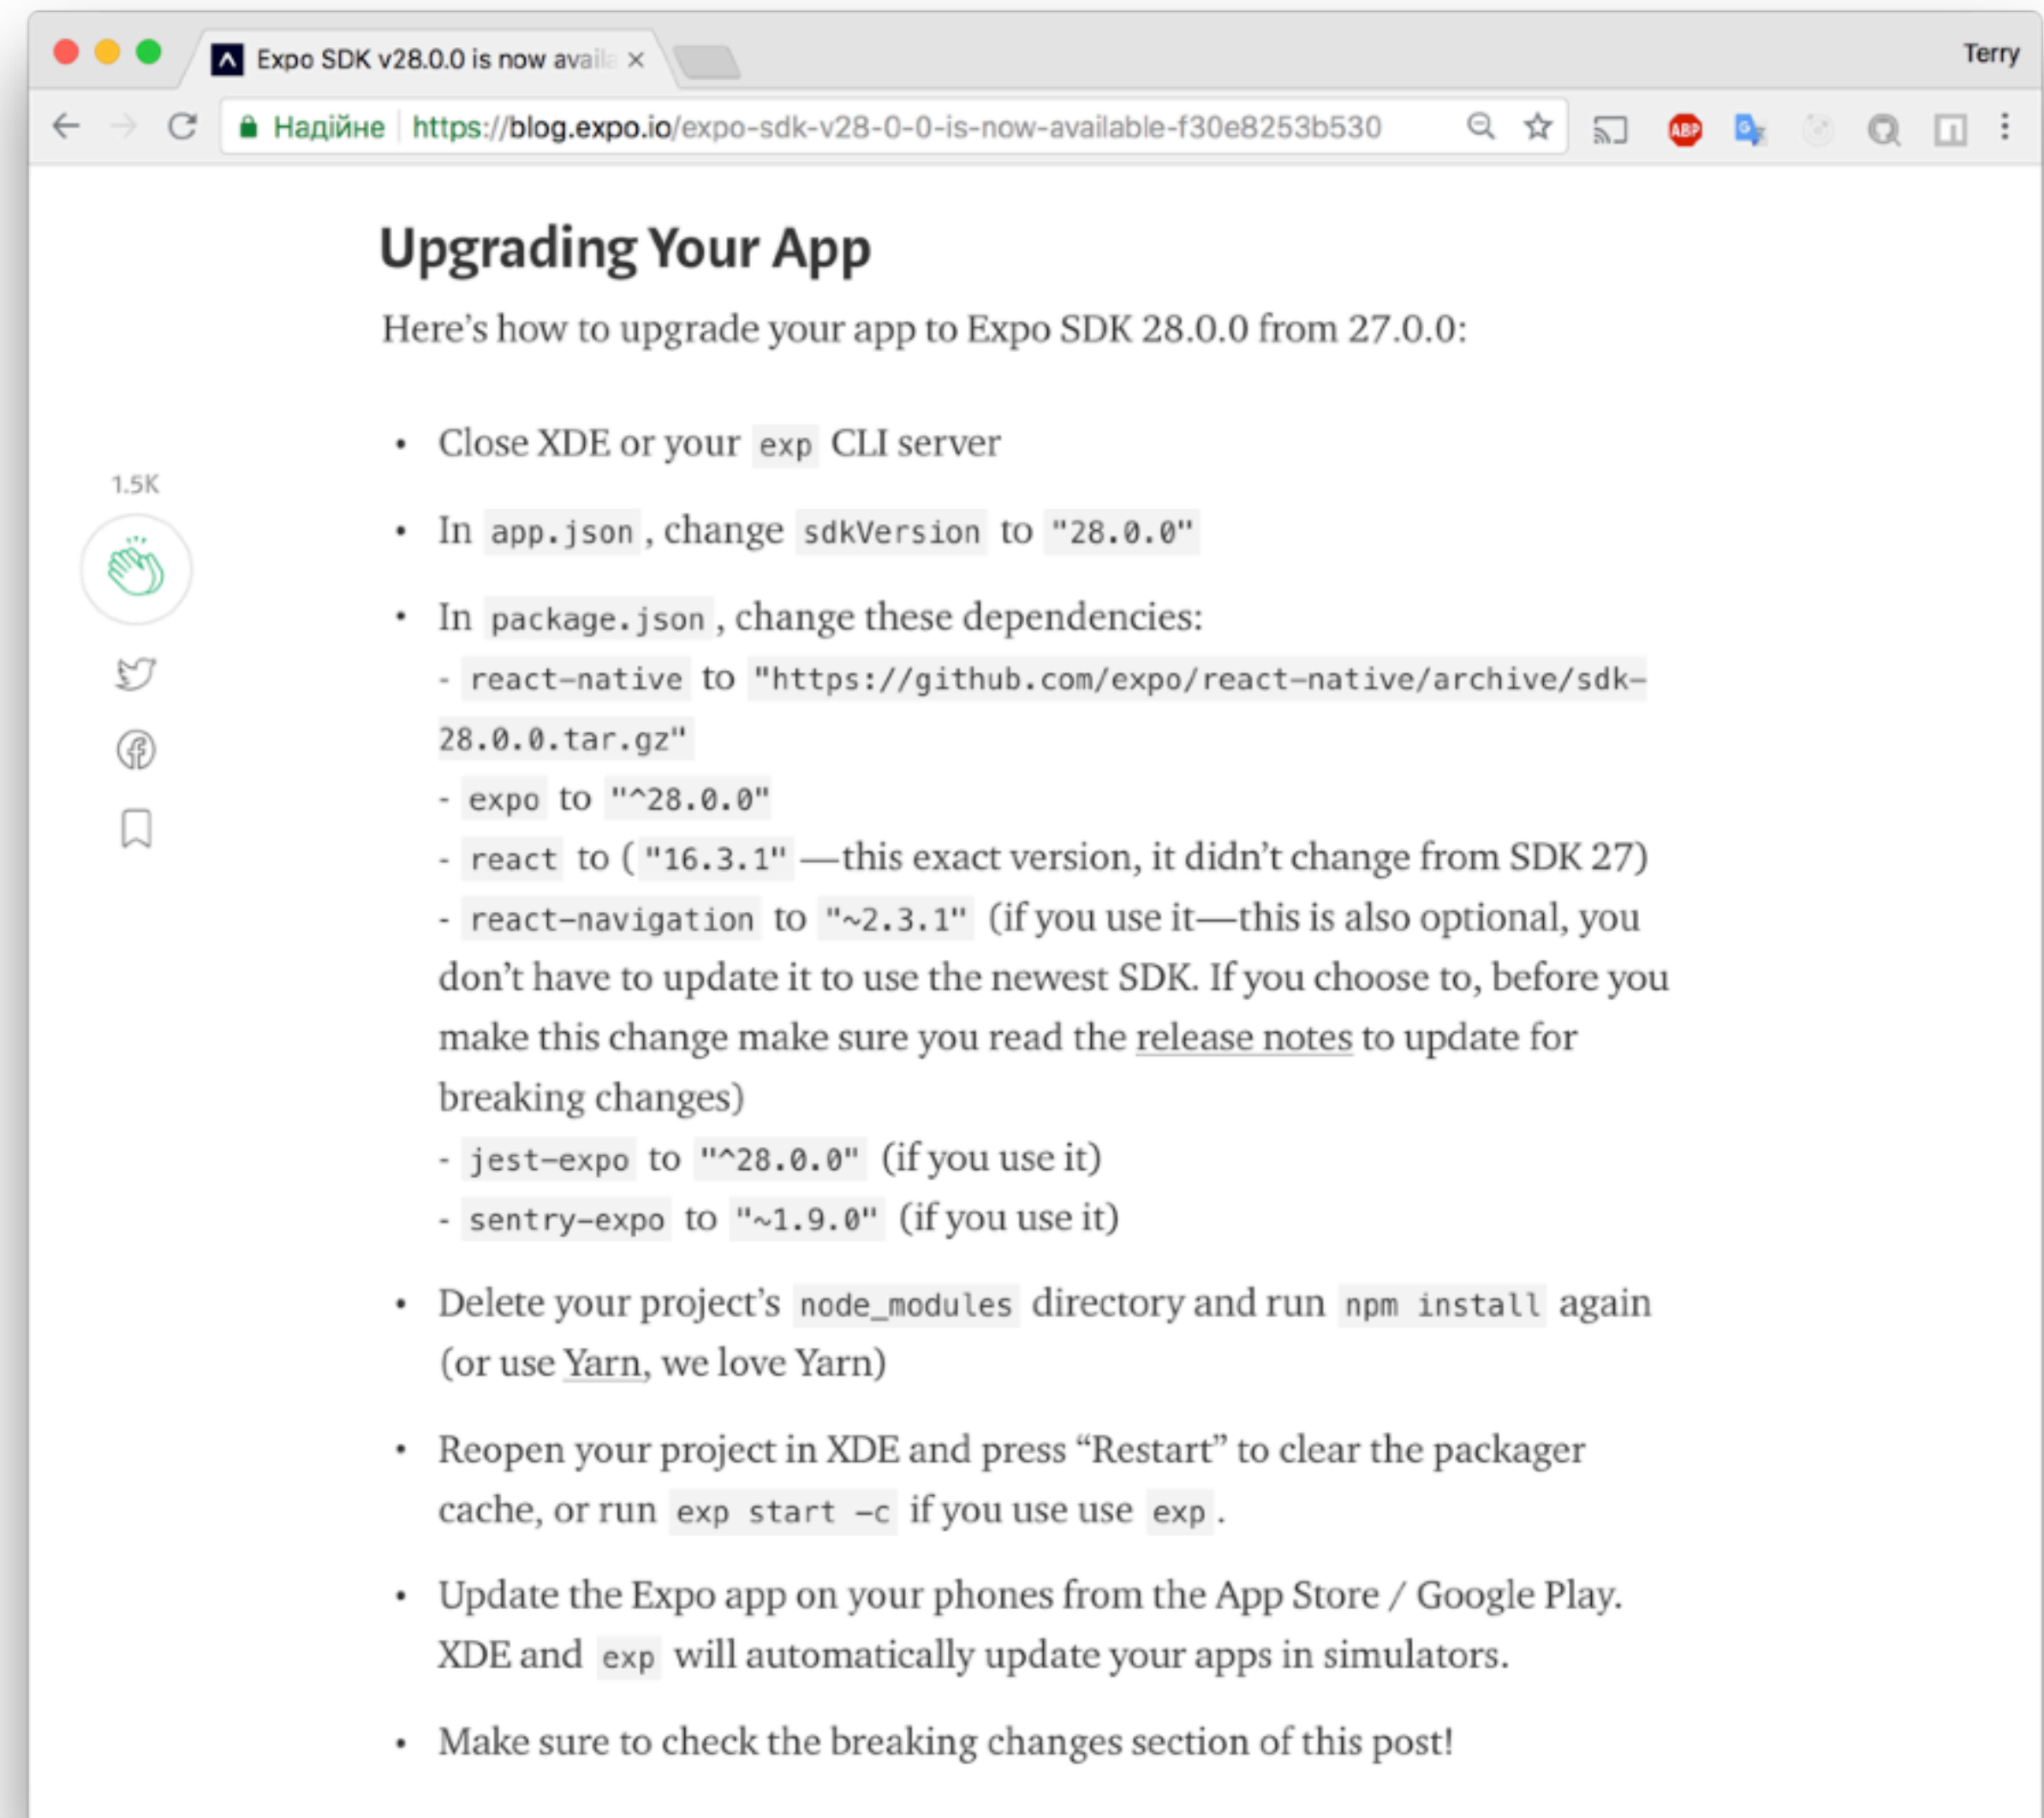 Expo SDK v28.0.0 is now availa
Terry
Надійне https://blog.expo.io/expo-sdk-v28-0-0-is-now-available-f30e8253b530
ABP
Upgrading Your App
Here’s how to upgrade your app to Expo SDK 28.0.0 from 27.0.0:
• Close XDE or your exp CLI server
1.5K
• In app.json, change sdkVersion to "28.0.0"
• In package.json, change these dependencies:
- react-native to "https://github.com/expo/react-native/archive/sdk-
28.0.0.tar.gz"
- expo to "^28.0.0"
- react to ("16.3.1" —this exact version, it didn’t change from SDK 27)
- react-navigation to "~2.3.1" (if you use it—this is also optional, you
don’t have to update it to use the newest SDK. If you choose to, before you
make this change make sure you read the release notes to update for
breaking changes)
- jest-expo to "^28.0.0" (if you use it)
- sentry-expo to "~1.9.0" (if you use it)
• Delete your project’s node_modules directory and run npm install again
(or use Yarn, we love Yarn)
• Reopen your project in XDE and press “Restart” to clear the packager
cache, or run exp start -c if you use use exp.
• Update the Expo app on your phones from the App Store / Google Play.
XDE and exp will automatically update your apps in simulators.
• Make sure to check the breaking changes section of this post!